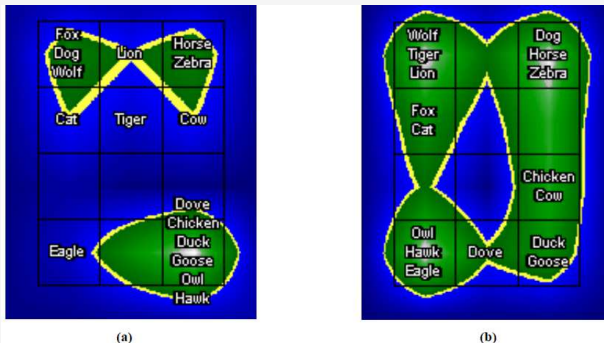 Fox
Dog
Wolf
Lion
Horse
Zebra
Cat
Tiger
Cow
Eagle
Dove
Chicken
Duck
Goose
Owl
Hawk
(a)
Wolf
Tiger
Lion
Dog
Horse
Zebra
Fox
Cat
Chicken
Cow
Owl
Hawk
Eagle
Dove
Duck
Goose
(b)